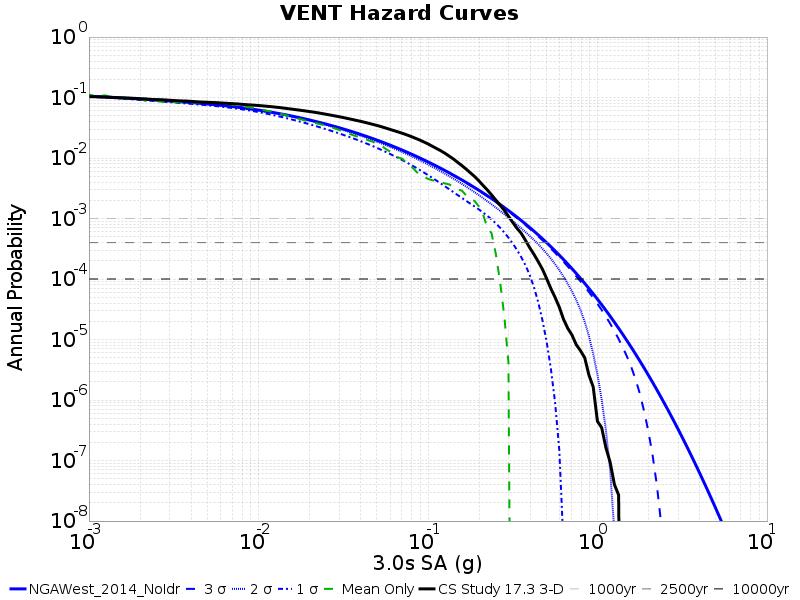 VENT Hazard Curves
Annual Probability
10^0
10^-1
10^-2
10^-3
10^-4
10^-5
10^-6
10^-7
10^-8
10^-3 10^-2 10^-1 10^0 10^1
3.0s SA (g)
NGAWest_2014_NoIdr 3 σ 2 σ 1 σ Mean Only CS Study 17.3 3-D 1000yr 2500yr 10000yr